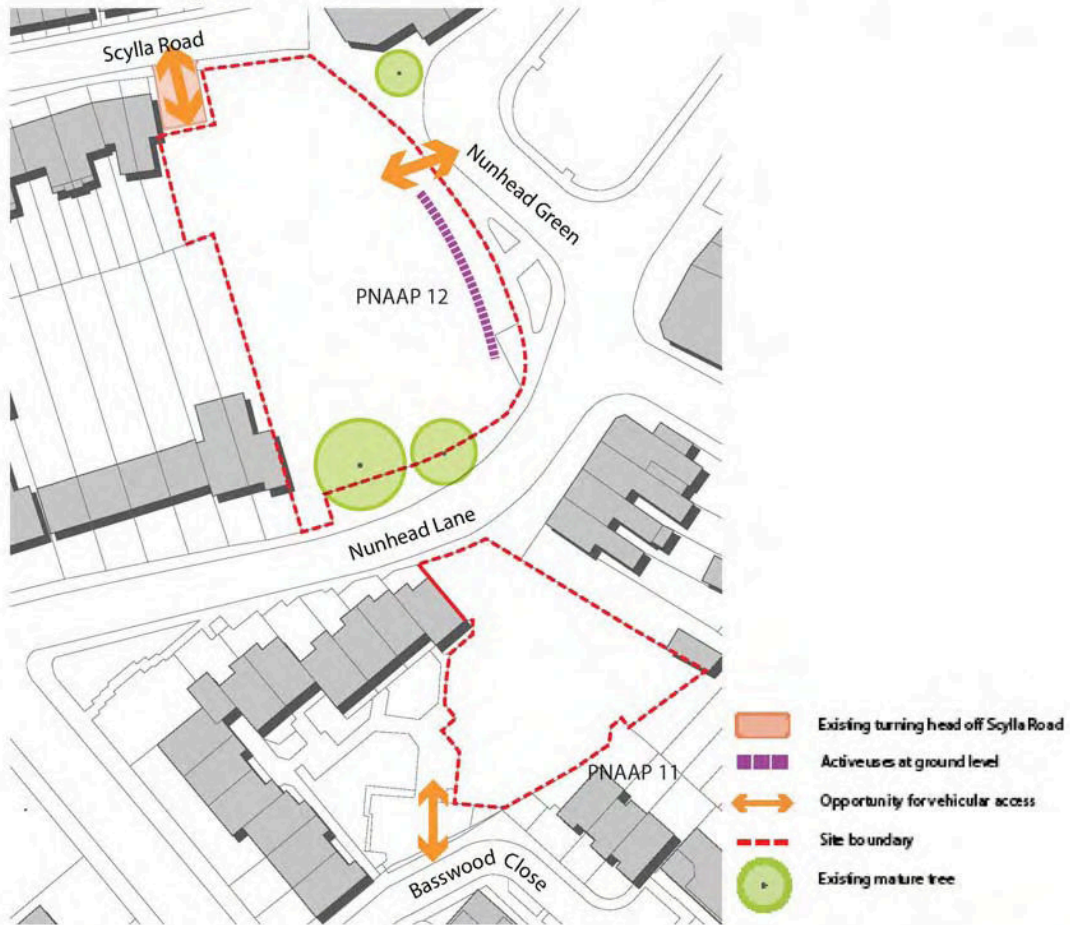 Scylla Road
Nunhead Green
PNAAP 12
Nunhead Lane
PNAAP 11
Basswood Close
Existing turning head off Scylla Road
Active uses at ground level
Opportunity for vehicular access
Site boundary
Existing mature tree